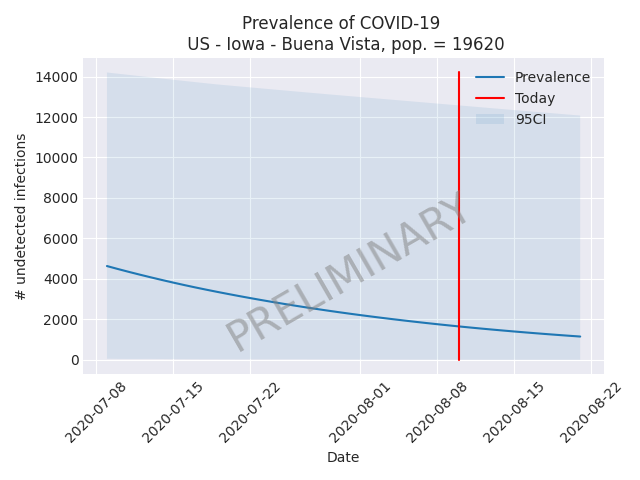 Prevalence of COVID-19
US - Iowa - Buena Vista, pop. = 19620
Prevalence
Today
95CI
14000
12000
10000
8000
6000
4000
2000
0
# undetected infections
PRELIMINARY
2020-07-08
2020-07-15
2020-07-22
2020-08-01
2020-08-08
2020-08-15
2020-08-22
Date